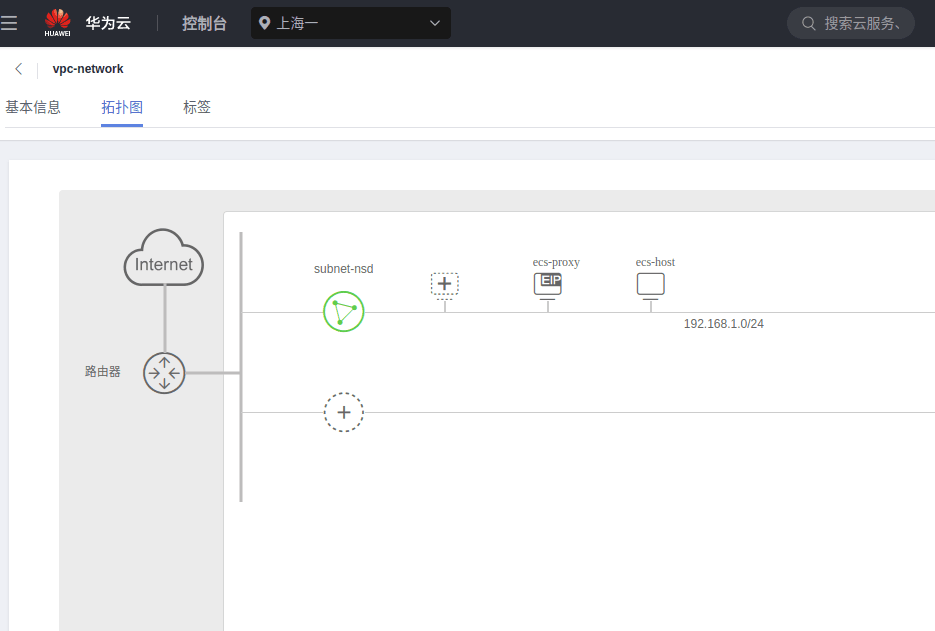 HUAWEI
华为云
控制台
上海一
搜索云服务、
vpc-network
基本信息
拓扑图
标签
Internet
subnet-nsd
ecs-proxy
EIP
ecs-host
192.168.1.0/24
路由器